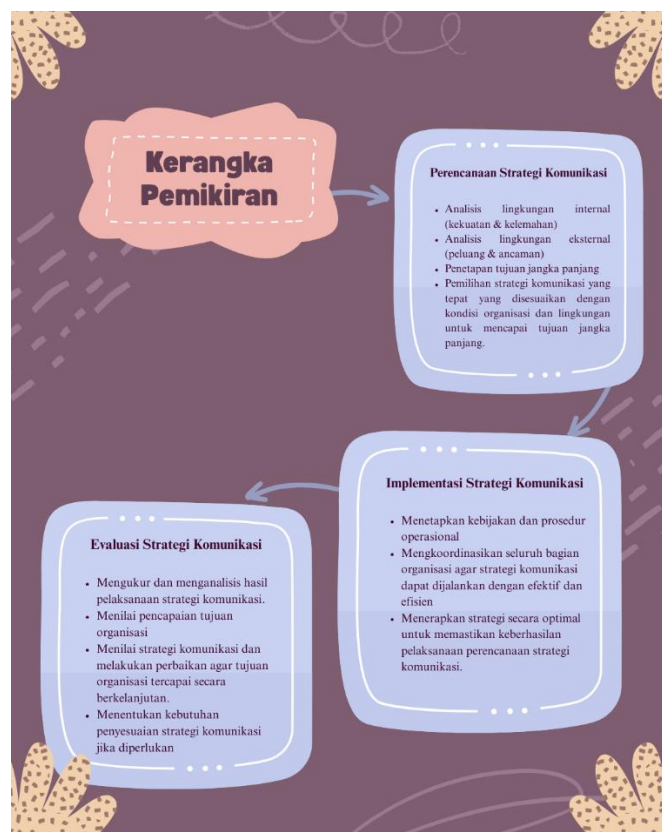 Kerangka
Pemikiran
Perencanaan Strategi Komunikasi
• Analisis lingkungan internal
(kekuatan & kelemahan)
• Analisis lingkungan eksternal
(peluang & ancaman)
• Penetapan tujuan jangka panjang
• Pemilihan strategi komunikasi yang
tepat yang disesuaikan dengan
kondisi organisasi dan lingkungan
untuk mencapai tujuan jangka
panjang.
Implementasi Strategi Komunikasi
• Menetapkan kebijakan dan prosedur
operasional
• Mengkoordinasikan seluruh bagian
organisasi agar strategi komunikasi
dapat dijalankan dengan efektif dan
efisien
• Menerapkan strategi secara optimal
untuk memastikan keberhasilan
pelaksanaan perencanaan strategi
komunikasi.
Evaluasi Strategi Komunikasi
• Mengukur dan menganalisis hasil
pelaksanaan strategi komunikasi.
• Menilai pencapaian tujuan
organisasi
• Menilai strategi komunikasi dan
melakukan perbaikan agar tujuan
organisasi tercapai secara
berkelanjutan.
• Menentukan kebutuhan
penyesuaian strategi komunikasi
jika diperlukan